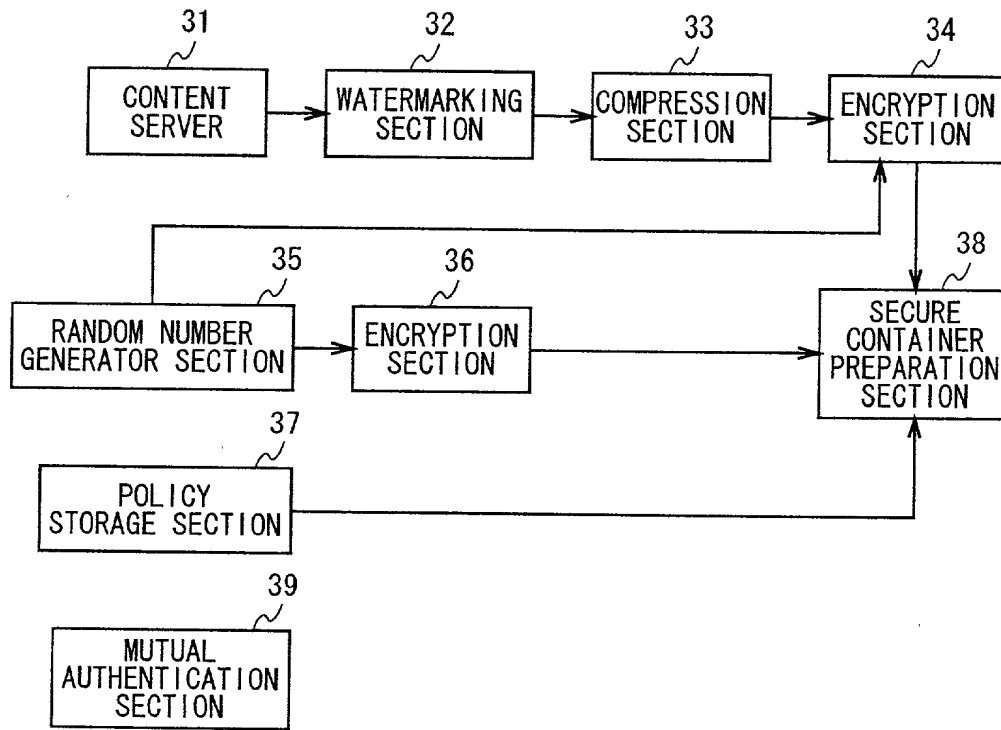 31
32
33
34
CONTENT
SERVER
WATERMARKING
SECTION
COMPRESSION
SECTION
ENCRYPTION
SECTION
35
36
38
RANDOM NUMBER
GENERATOR SECTION
ENCRYPTION
SECTION
SECURE
CONTAINER
PREPARATION
SECTION
37
POLICY
STORAGE SECTION
39
MUTUAL
AUTHENTICATION
SECTION